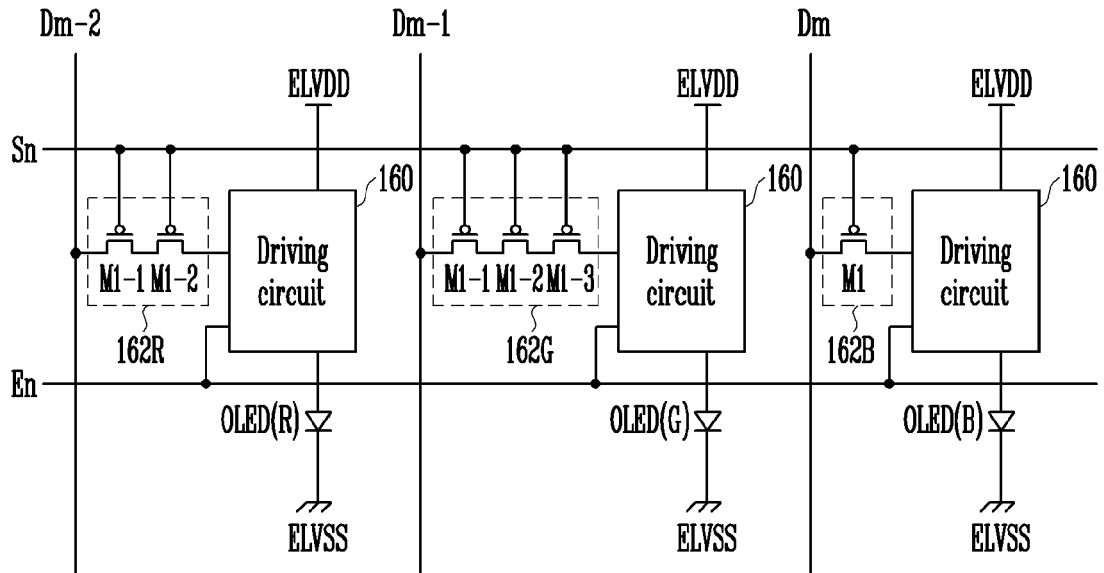 Dm-2 Dm-1 Dm
ELVDD ELVDD ELVDD
Sn
160 160 160
Driving circuit
Driving circuit
Driving circuit
M1-1 M1-2
M1-1 M1-2 M1-3
M1
162R 162G 162B
En
OLED(R) OLED(G) OLED(B)
ELVSS ELVSS ELVSS